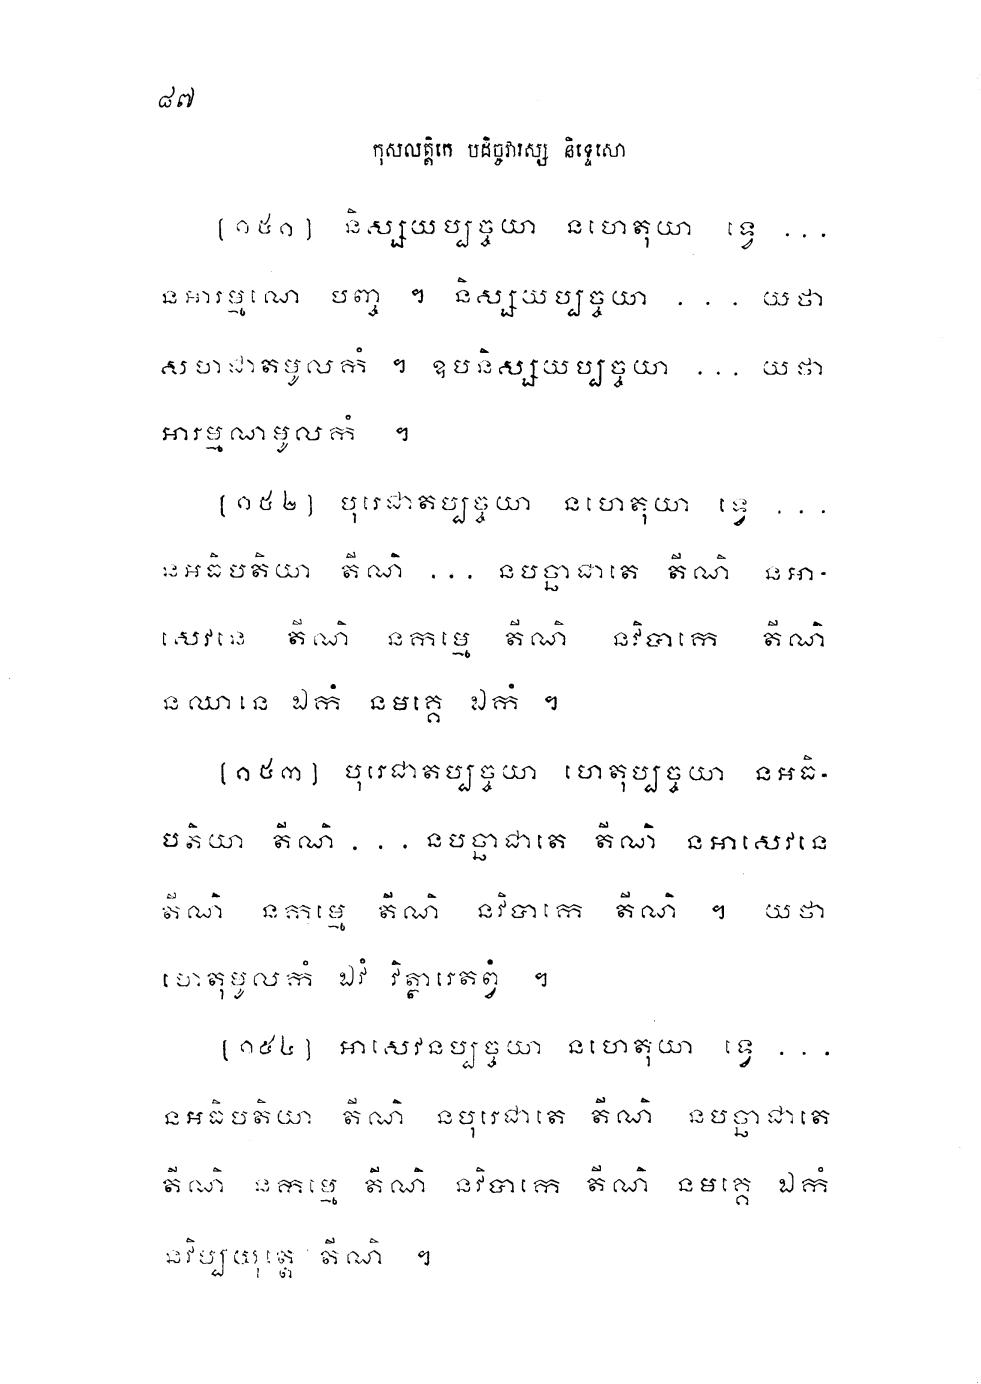 ៨៧
កុសលត្តិកេ បដិច្ចវារស្ស និទ្ទេសោ
[១៥១] និស្សយប្បច្ចយា នហេតុយា ទ្វេ ...
នអារម្មណេ បញ្ច ។ និស្សយប្បច្ចយា ... យថា
សហជាតមូលកំ ។ ឧបនិស្សយប្បច្ចយា ... យថា
អារម្មណមូលកំ ។
[១៥២] បុរេជាតប្បច្ចយា នហេតុយា ទ្វេ ...
នអធិបតិយា តីណិ ... នបច្ឆាជាតេ តីណិ នអា-
សេវនេ តីណិ នកម្មេ តីណិ នវិបាកេ តីណិ
នឈានេ ឯកំ នមគ្គេ ឯកំ ។
[១៥៣] បុរេជាតប្បច្ចយា ហេតុប្បច្ចយា នអធិ-
បតិយា តីណិ ... នបច្ឆាជាតេ តីណិ នអាសេវនេ
តីណិ នកម្មេ តីណិ នវិបាកេ តីណិ ។ យថា
ហេតុមូលកំ ឯវំ វិត្ថារេតព្វំ ។
[១៥៤] អាសេវនប្បច្ចយា នហេតុយា ទ្វេ ...
នអធិបតិយា តីណិ នបុរេជាតេ តីណិ នបច្ឆាជាតេ
តីណិ នកម្មេ តីណិ នវិបាកេ តីណិ នមគ្គេ ឯកំ
នវិប្បយុត្តេ តីណិ ។